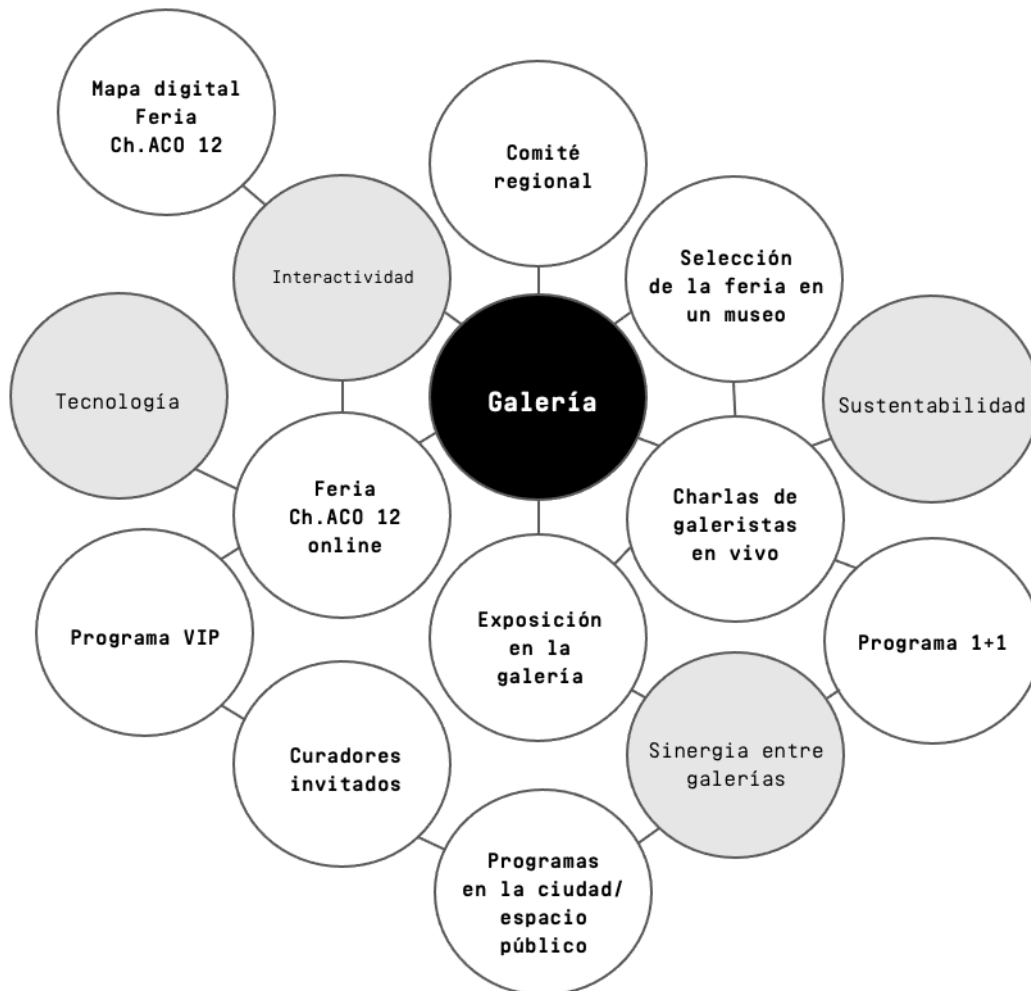 Mapa digital
Feria
Ch.ACO 12
Comité
regional
Interactividad
Selección
de la feria en
un museo
Tecnología
Galería
Sustentabilidad
Feria
Ch.ACO 12
online
Charlas de
galeristas
en vivo
Programa VIP
Exposición
en la
galería
Programa 1+1
Curadores
invitados
Sinergia entre
galerías
Programas
en la ciudad/
espacio
público